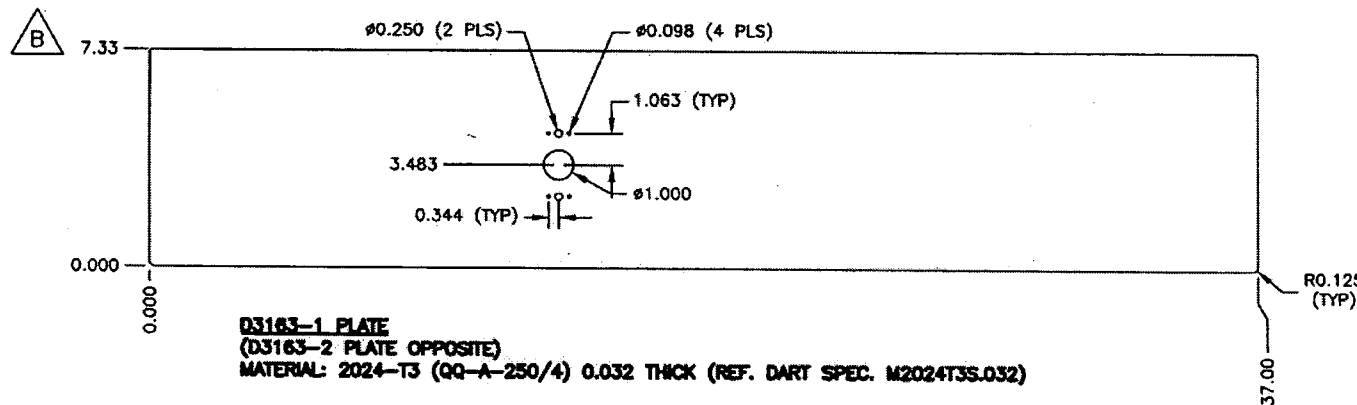 B
7.33
ø0.250 (2 PLS)
ø0.098 (4 PLS)
1.063 (TYP)
3.483
ø1.000
0.344 (TYP)
0.000
0.000
R0.125
(TYP)
37.00
D3163-1 PLATE
(D3163-2 PLATE OPPOSITE)
MATERIAL: 2024-T3 (QQ-A-250/4) 0.032 THICK (REF. DART SPEC. M2024T3S.032)